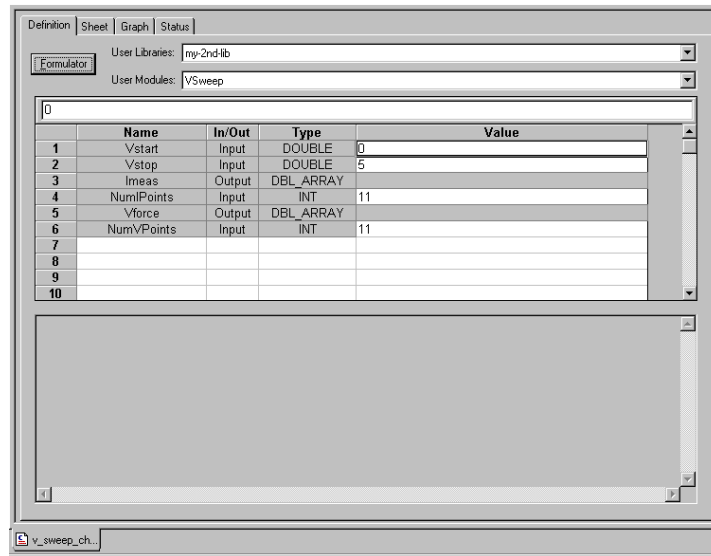 Definition Sheet Graph Status
Formulator
User Libraries: my-2nd-lib
User Modules: VSweep
0
Name In/Out Type Value
1 Vstart Input DOUBLE 0
2 Vstop Input DOUBLE 5
3 Imeas Output DBL_ARRAY
4 NumIPoints Input INT 11
5 Vforce Output DBL_ARRAY
6 NumVPoints Input INT 11
7
8
9
10
v_sweep_ch...